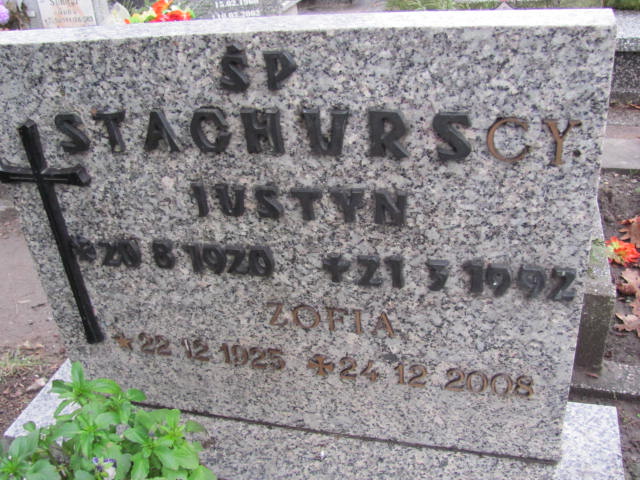 ŚP
STACHURSCY
JUSTYN
* 20 8 1920 + 21 3 1992
ZOFIA
* 22 12 1925 + 24 12 2008